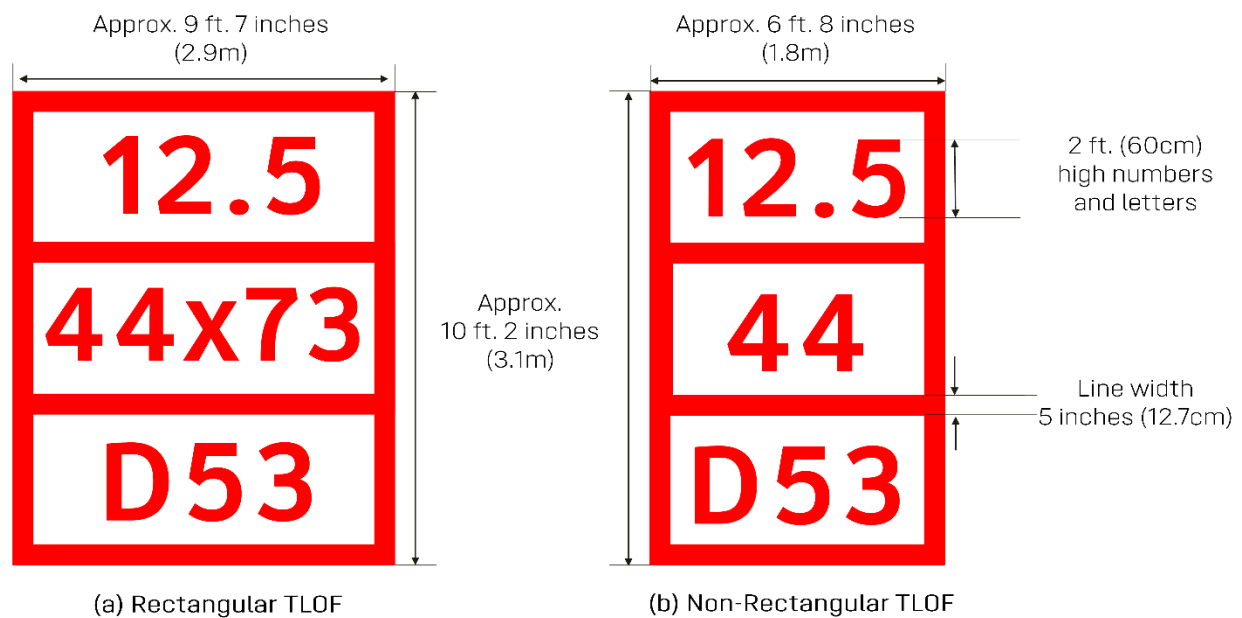 Approx. 9 ft. 7 inches
(2.9m)
Approx. 6 ft. 8 inches
(1.8m)
12.5
44x73
D53
Approx.
10 ft. 2 inches
(3.1m)
12.5
44
D53
2 ft. (60cm)
high numbers
and letters
Line width
5 inches (12.7cm)
(a) Rectangular TLOF
(b) Non-Rectangular TLOF